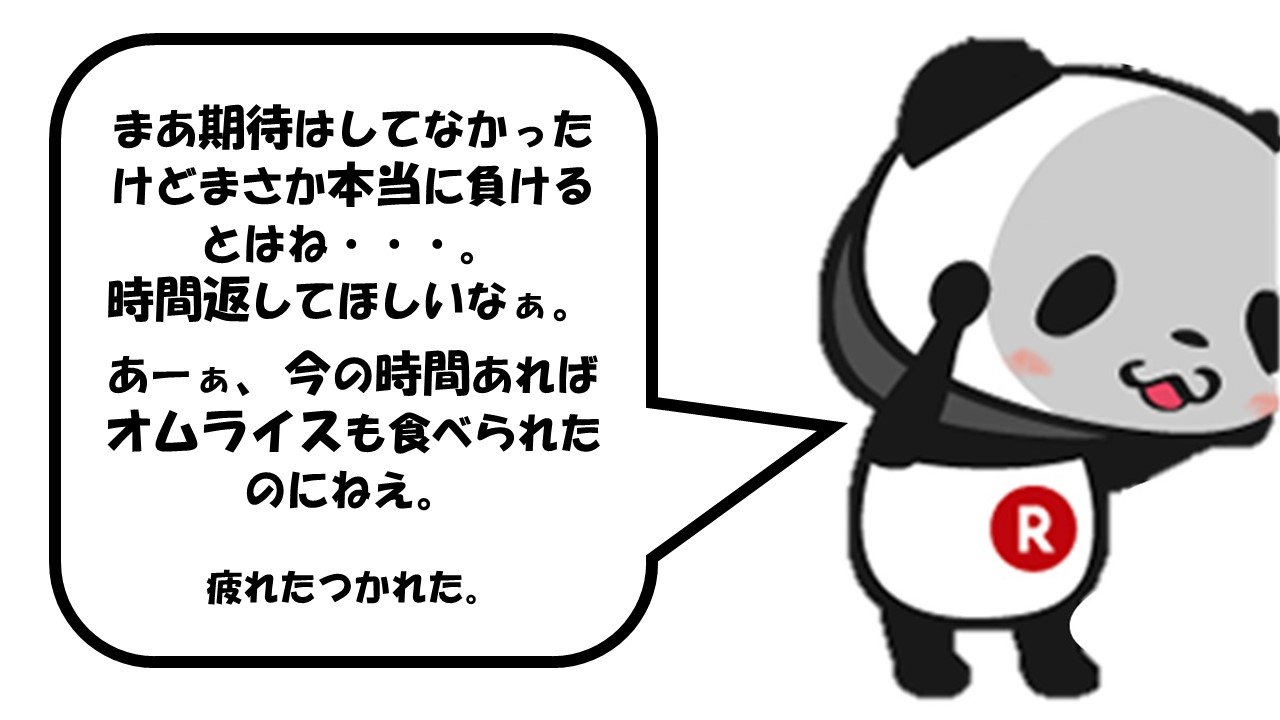 まあ期待はしてなかった
けどまさか本当に負ける
とはね・・・。
時間返してほしいなぁ。
あーぁ、今の時間あれば
オムライスも食べられた
のにねえ。
疲れたつかれた。
R